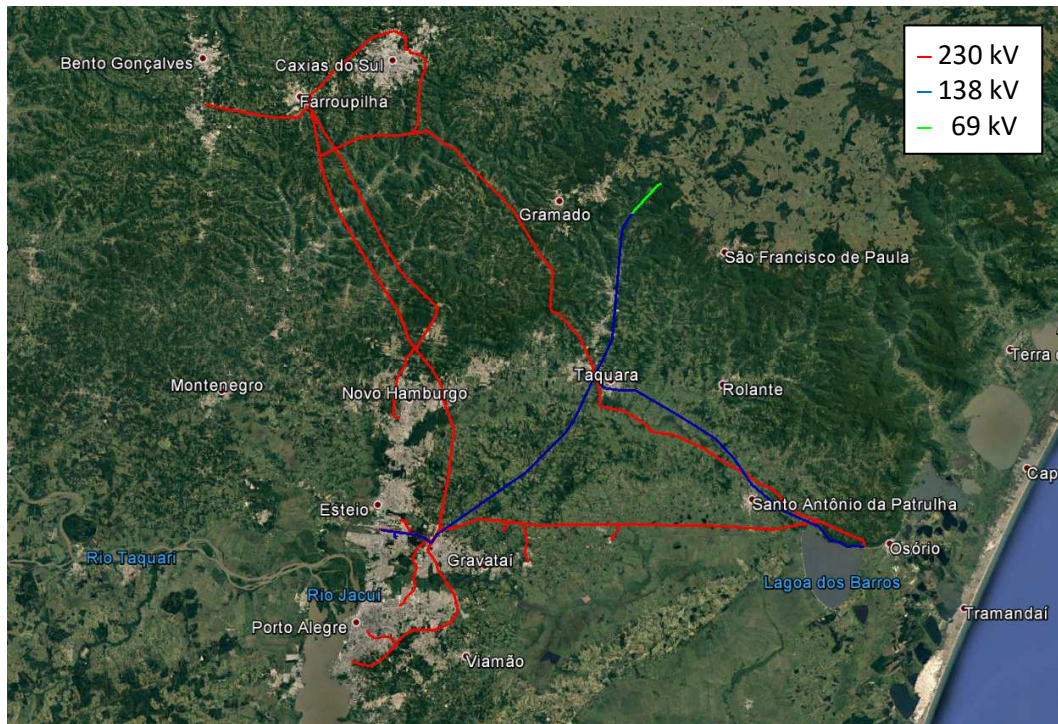 Bento Gonçalves
Caxias do Sul
Farroupilha
230 kV
138 kV
69 kV
Gramado
São Francisco de Paula
Terra
Montenegro
Novo Hamburgo
Taquara
Rolante
Cap
Esteio
Santo Antônio da Patrulha
Rio Taquari
Gravataí
Osório
Rio Jacuí
Lagoa dos Barros
Porto Alegre
Tramandaí
Viamão